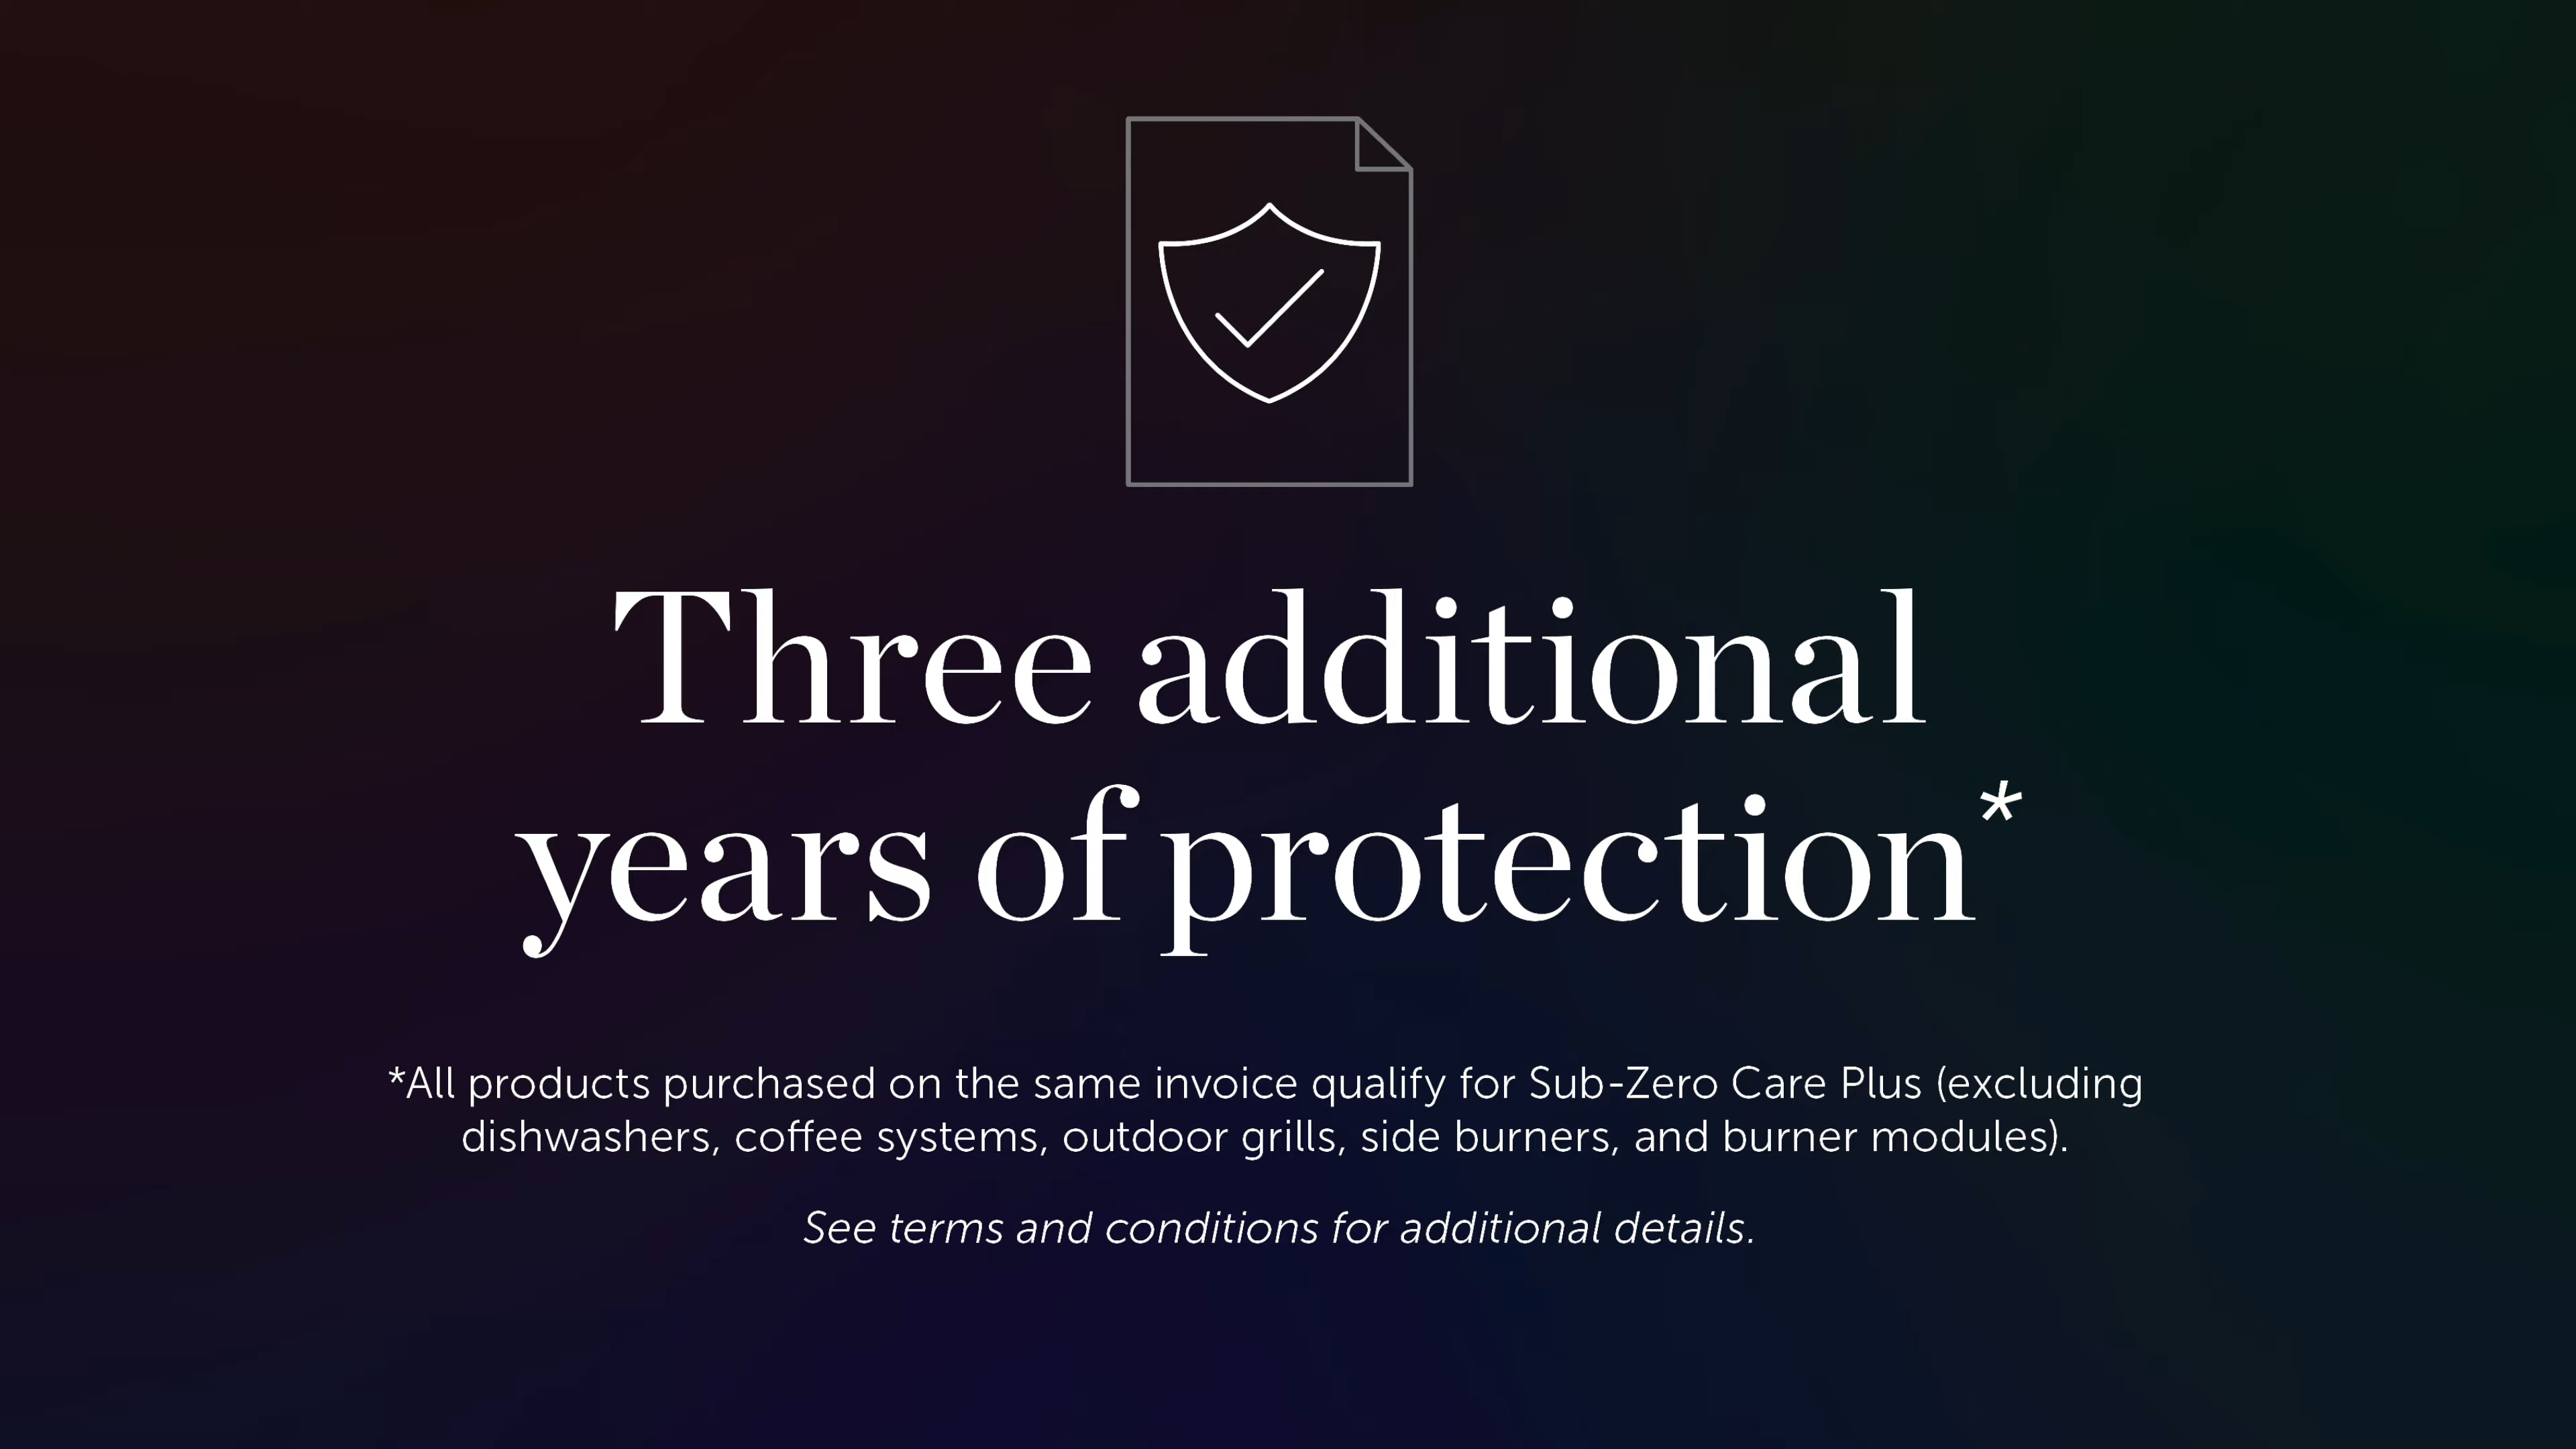 Three additional
years of protection*
*All products purchased on the same invoice qualify for Sub-Zero Care Plus (excluding
dishwashers, coffee systems, outdoor grills, side burners, and burner modules).
See terms and conditions for additional details.